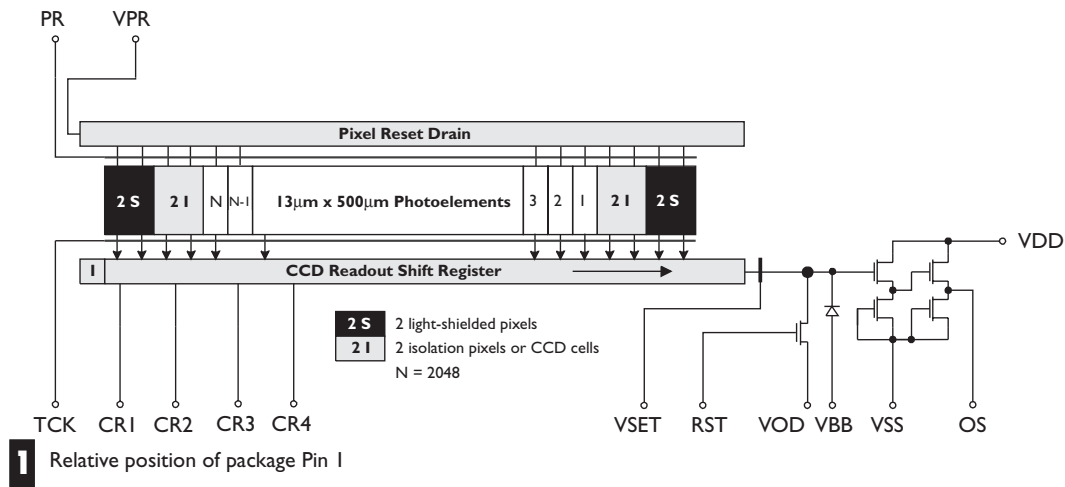 PR VPR
Pixel Reset Drain
2 S 2 I N N-1 13μm x 500μm Photoelements 3 2 1 2 I 2 S
VDD
1 CCD Readout Shift Register
2 S 2 light-shielded pixels
2 I 2 isolation pixels or CCD cells
N = 2048
TCK CR1 CR2 CR3 CR4 VSET RST VOD VBB VSS OS
1 Relative position of package Pin 1